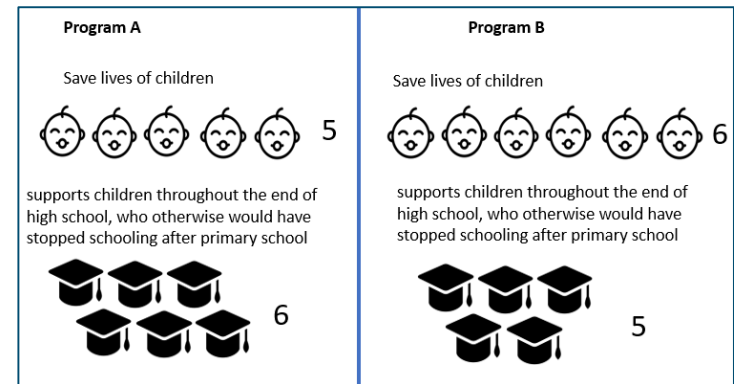 Program A
Save lives of children
5
supports children throughout the end of
high school, who otherwise would have
stopped schooling after primary school
6
Program B
Save lives of children
6
supports children throughout the end of
high school, who otherwise would have
stopped schooling after primary school
5